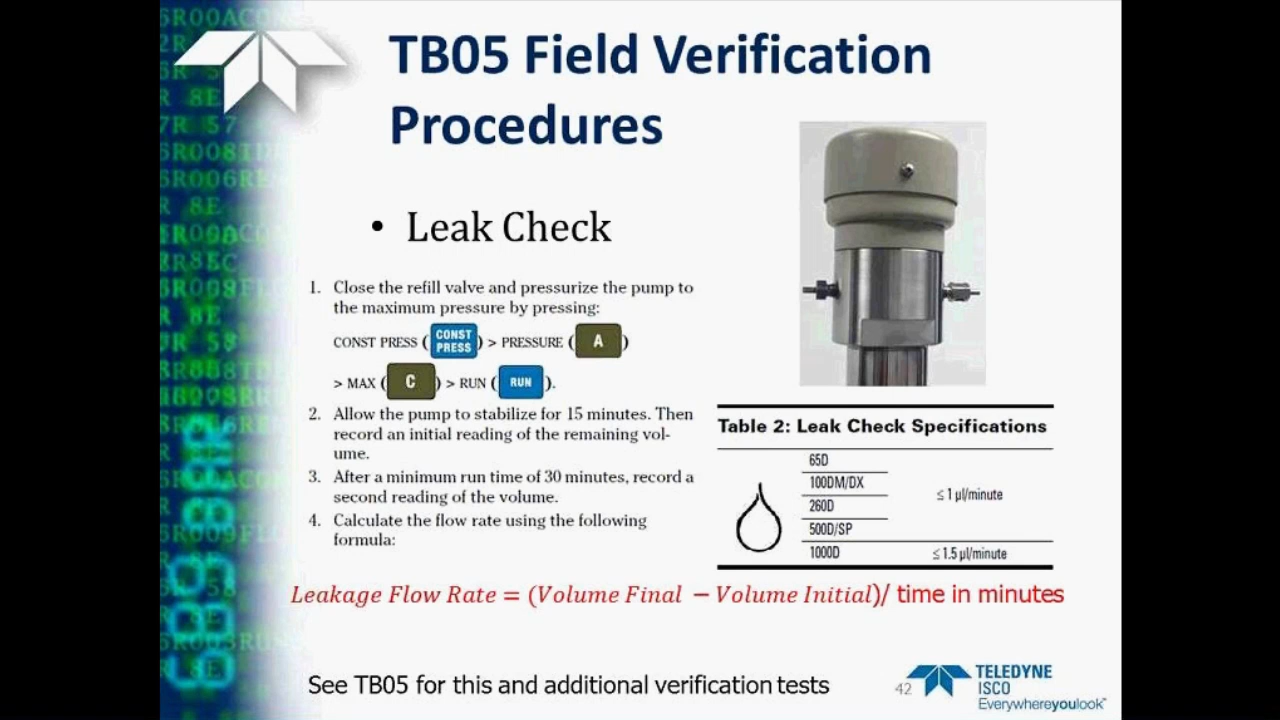 TB05 Field Verification
Procedures
• Leak Check
1. Close the refill valve and pressurize the pump to
the maximum pressure by pressing:
CONST PRESS ( CONST PRESS ) > PRESSURE ( A )
> MAX ( C ) > RUN ( RUN ).
2. Allow the pump to stabilize for 15 minutes. Then
record an initial reading of the remaining vol-
ume.
3. After a minimum run time of 30 minutes, record a
second reading of the volume.
4. Calculate the flow rate using the following
formula:
Table 2: Leak Check Specifications
65D
100DM/DX
≤ 1 µl/minute
260D
500D/SP
1000D ≤ 1.5 µl/minute
Leakage Flow Rate = (Volume Final − Volume Initial)/ time in minutes
See TB05 for this and additional verification tests
42
TELEDYNE
ISCO
Everywhereyoulook™